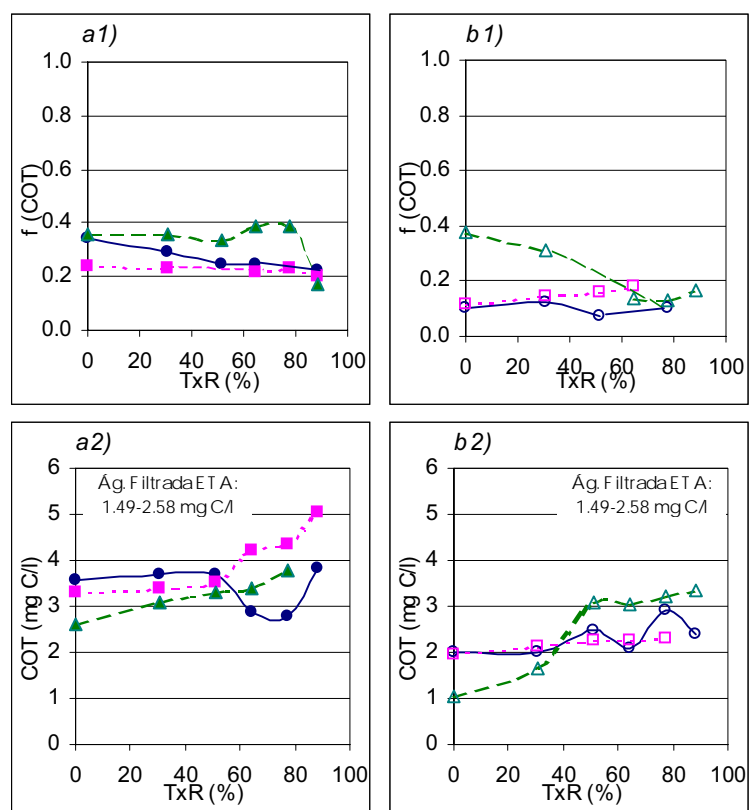 a1)
f (COT)
1.0
0.8
0.6
0.4
0.2
0.0
0 20 40 60 80 100
TxR (%)
b1)
f (COT)
1.0
0.8
0.6
0.4
0.2
0.0
0 20 40 60 80 100
TxR (%)
a2)
COT (mg C/l)
6
5
4
3
2
1
0
Ág. Filtrada ETA:
1.49-2.58 mg C/l
0 20 40 60 80 100
TxR (%)
b2)
COT (mg C/l)
6
5
4
3
2
1
0
Ág. Filtrada ETA:
1.49-2.58 mg C/l
0 20 40 60 80 100
TxR (%)